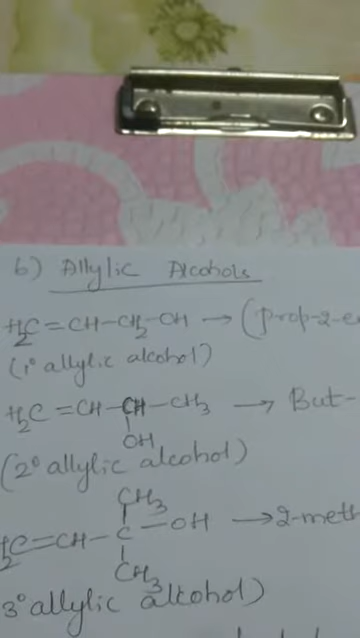 6) Allylic Alcohols
H₂C=CH-CH₂-OH → (prop-2-e
(1° allylic alcohol)
H₂C=CH-CH-CH₃ → But-
OH
(2° allylic alcohol)
CH₃
H₂C=CH-C-OH → 2-meth
CH₃
3° allylic alcohol)